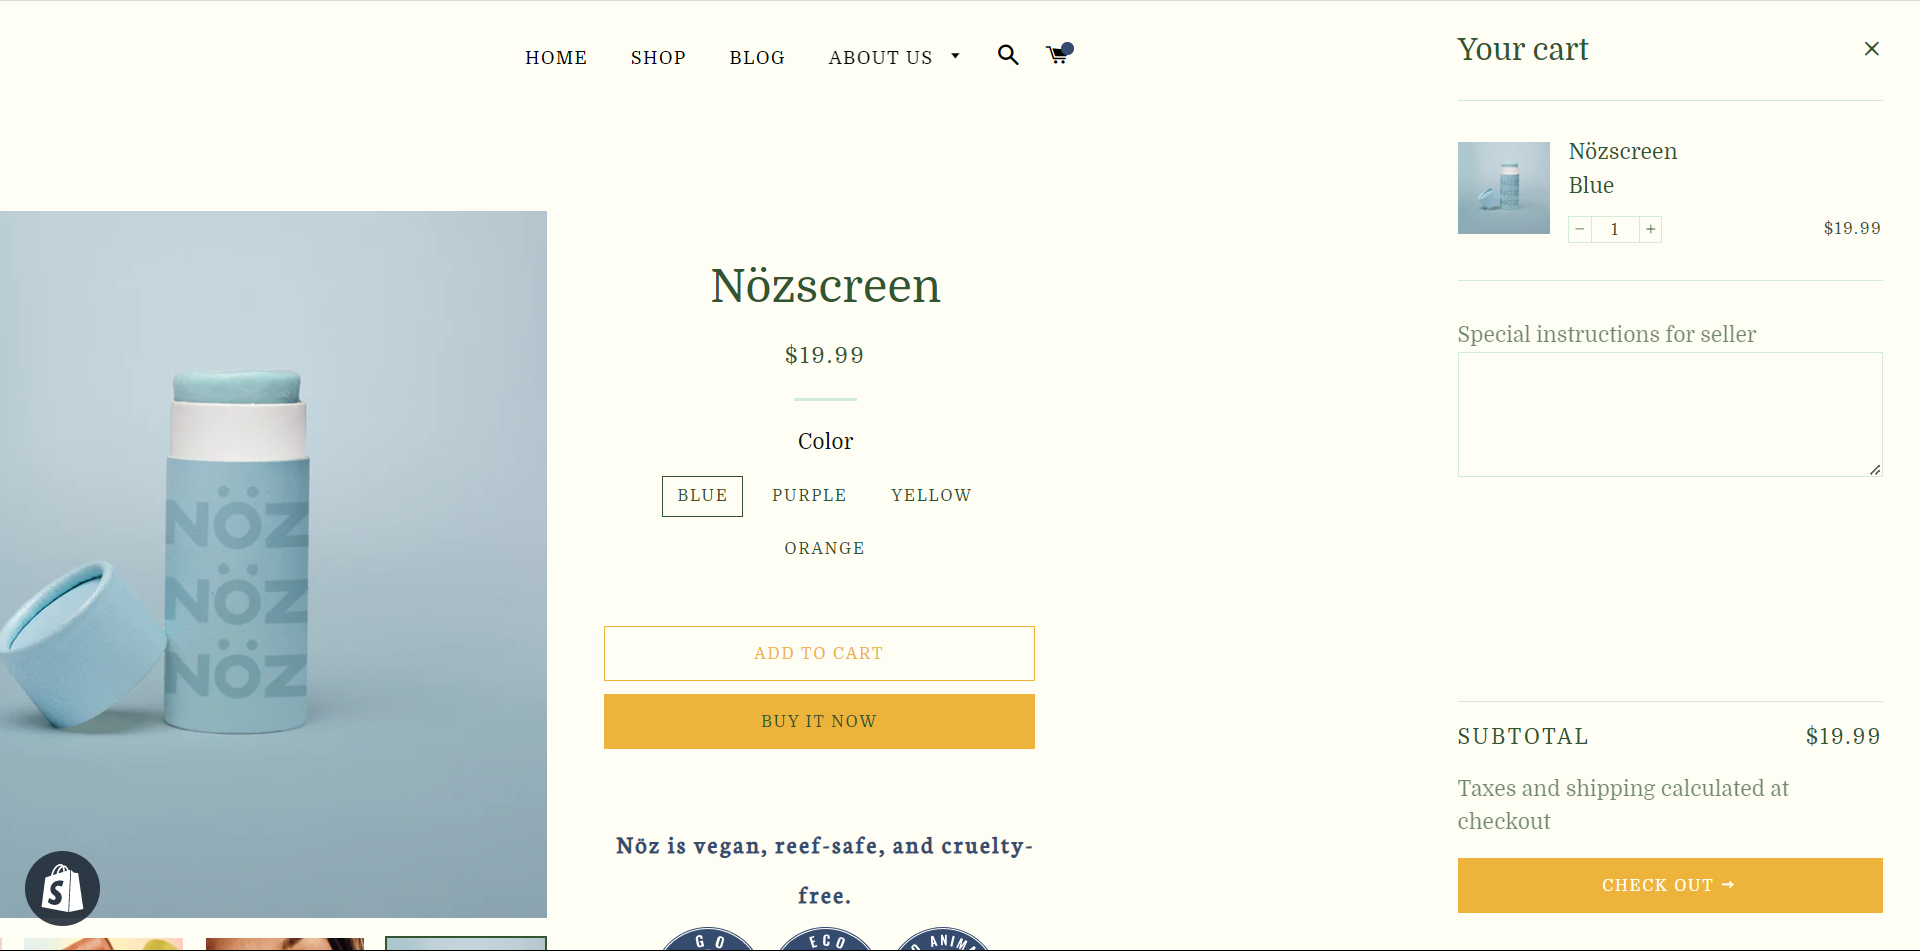 HOME SHOP BLOG ABOUT US
Nözscreen
$19.99
Color
BLUE PURPLE YELLOW
ORANGE
ADD TO CART
BUY IT NOW
Nöz is vegan, reef-safe, and cruelty-
free.
GO ECO
NÖZ
NÖZ
NÖZ
Your cart
Nözscreen
Blue
− 1 +
$19.99
Special instructions for seller
SUBTOTAL $19.99
Taxes and shipping calculated at
checkout
CHECK OUT →